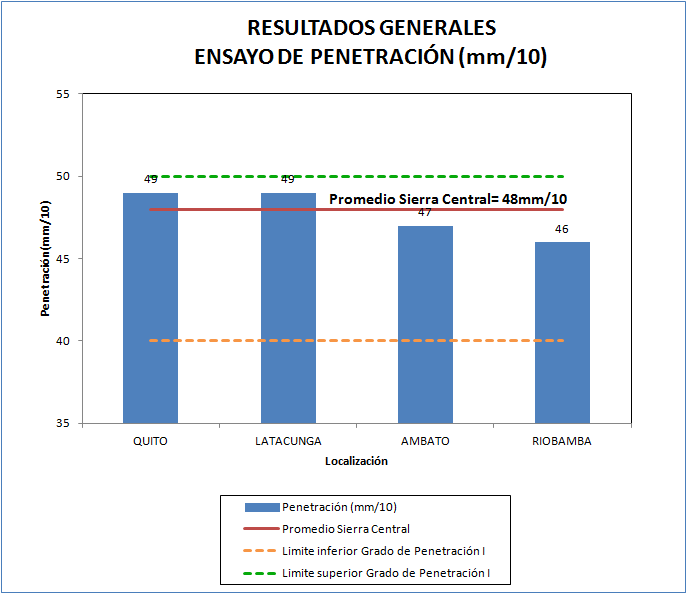 RESULTADOS GENERALES
ENSAYO DE PENETRACIÓN (mm/10)
55
50
45
40
35
Penetración(mm/10)
49
49
Promedio Sierra Central= 48mm/10
47
46
QUITO
LATACUNGA
AMBATO
RIOBAMBA
Localización
Penetración (mm/10)
Promedio Sierra Central
Limite inferior Grado de Penetración I
Limite superior Grado de Penetración I